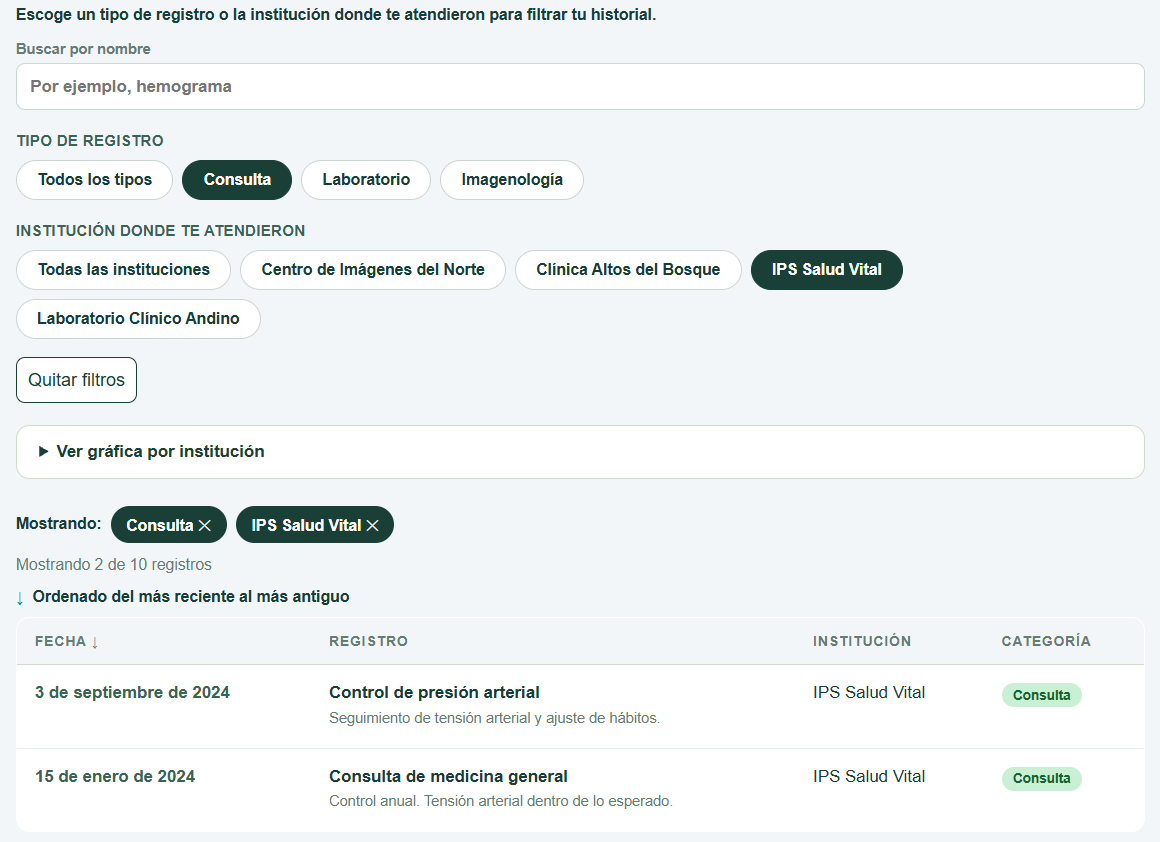 Escoge un tipo de registro o la institución donde te atendieron para filtrar tu historial.
Buscar por nombre
Por ejemplo, hemograma
TIPO DE REGISTRO
Todos los tipos Consulta Laboratorio Imagenología
INSTITUCIÓN DONDE TE ATENDIERON
Todas las instituciones Centro de Imágenes del Norte Clínica Altos del Bosque IPS Salud Vital
Laboratorio Clínico Andino
Quitar filtros
▶ Ver gráfica por institución
Mostrando: Consulta × IPS Salud Vital ×
Mostrando 2 de 10 registros
↓ Ordenado del más reciente al más antiguo
FECHA ↓ REGISTRO INSTITUCIÓN CATEGORÍA
3 de septiembre de 2024 Control de presión arterial IPS Salud Vital Consulta
Seguimiento de tensión arterial y ajuste de hábitos.
15 de enero de 2024 Consulta de medicina general IPS Salud Vital Consulta
Control anual. Tensión arterial dentro de lo esperado.